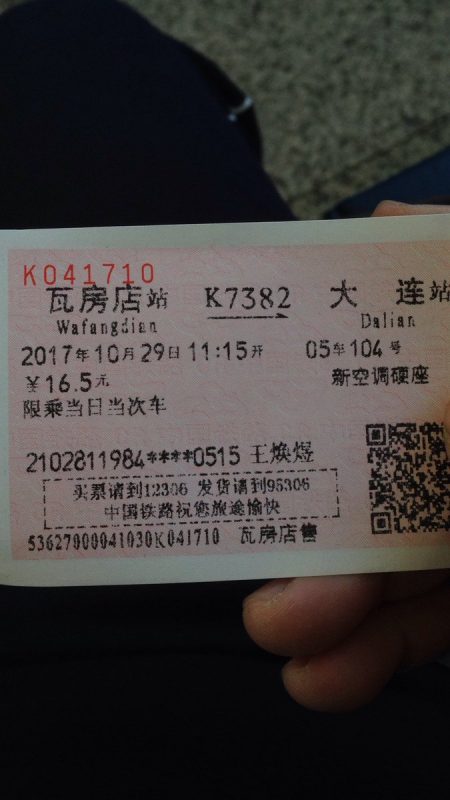 K041710
瓦房店站 K7382 大连站
Wafangdian Dalian
2017年10月29日 11:15开 05车104号
￥16.5元 新空调硬座
限乘当日当次车
2102811984****0515 王焕煜
买票请到12306 发货请到95306
中国铁路祝您旅途愉快
53627000041030K041710 瓦房店售